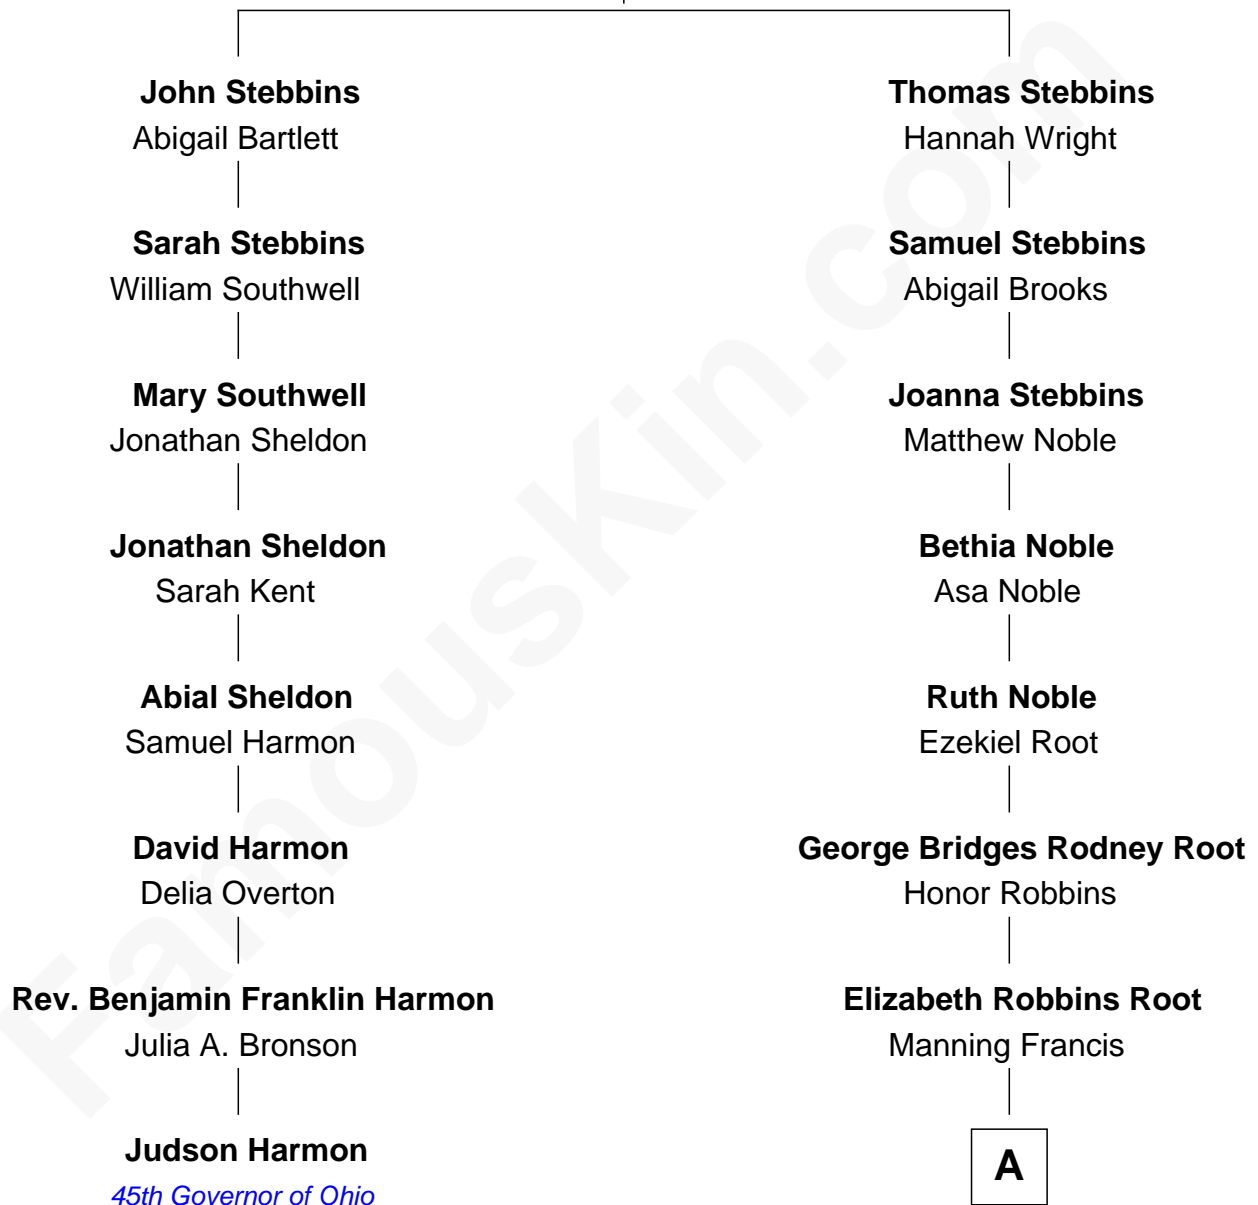 John Stebbins
Abigail Bartlett
Sarah Stebbins
William Southwell
Mary Southwell
Jonathan Sheldon
Jonathan Sheldon
Sarah Kent
Abial Sheldon
Samuel Harmon
David Harmon
Delia Overton
Rev. Benjamin Franklin Harmon
Julia A. Bronson
Judson Harmon
45th Governor of Ohio
Thomas Stebbins
Hannah Wright
Samuel Stebbins
Abigail Brooks
Joanna Stebbins
Matthew Noble
Bethia Noble
Asa Noble
Ruth Noble
Ezekiel Root
George Bridges Rodney Root
Honor Robbins
Elizabeth Robbins Root
Manning Francis
A
FamousKin.com